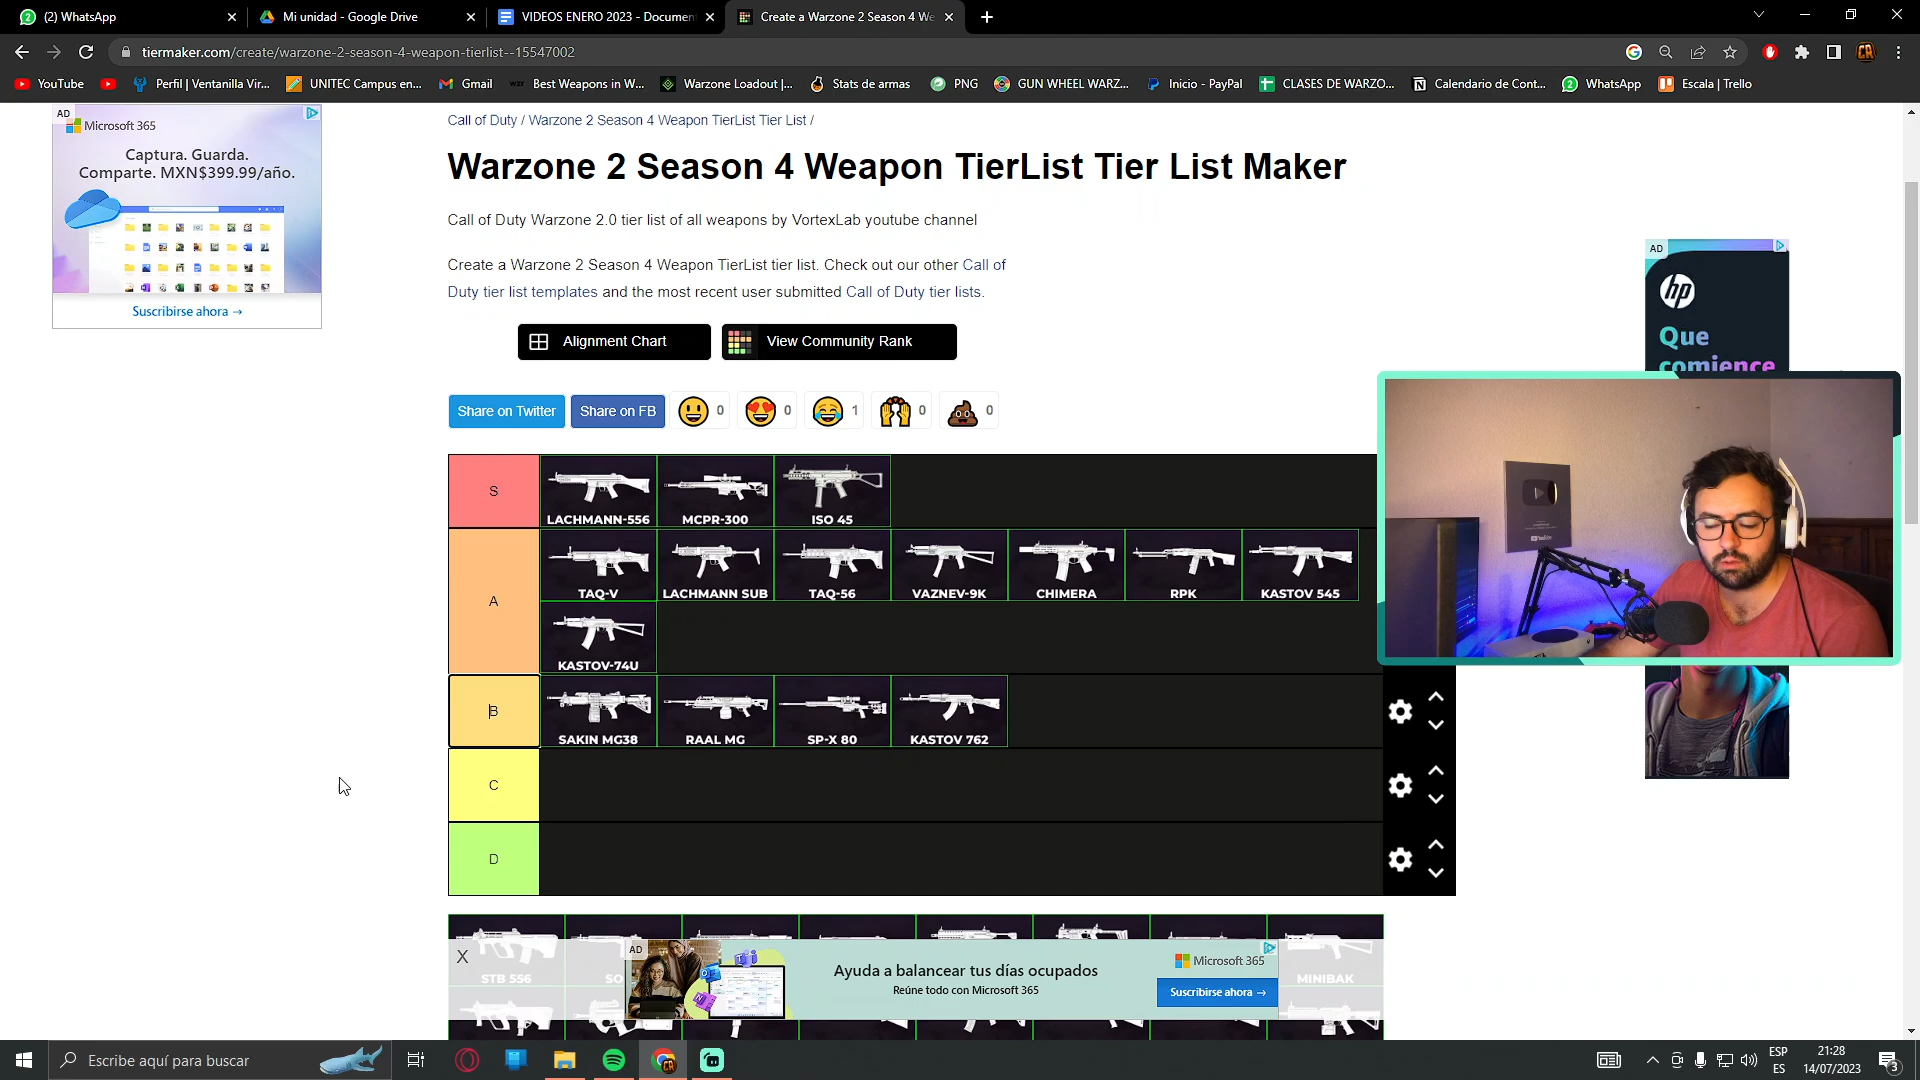 (2) WhatsApp
Mi unidad - Google Drive
VIDEOS ENERO 2023 - Documen
Create a Warzone 2 Season 4 We
tiermaker.com/create/warzone-2-season-4-weapon-tierlist--15547002
YouTube
Perfil | Ventanilla Vir...
UNITEC Campus en...
Gmail
WZR
Best Weapons in W...
Warzone Loadout |...
Stats de armas
PNG
GUN WHEEL WARZ...
Inicio - PayPal
CLASES DE WARZO...
Calendario de Cont...
WhatsApp
Escala | Trello
AD
Microsoft 365
Captura. Guarda.
Comparte. MXN$399.99/año.
Suscribirse ahora →
Call of Duty / Warzone 2 Season 4 Weapon TierList Tier List /
Warzone 2 Season 4 Weapon TierList Tier List Maker
Call of Duty Warzone 2.0 tier list of all weapons by VortexLab youtube channel
Create a Warzone 2 Season 4 Weapon TierList tier list. Check out our other Call of
Duty tier list templates and the most recent user submitted Call of Duty tier lists.
Alignment Chart
View Community Rank
Share on Twitter
Share on FB
0
0
1
0
0
AD
hp
Que
comience
YouTube
S
LACHMANN-556
MCPR-300
ISO 45
A
TAQ-V
LACHMANN SUB
TAQ-56
VAZNEV-9K
CHIMERA
RPK
KASTOV 545
KASTOV-74U
B
SAKIN MG38
RAAL MG
SP-X 80
KASTOV 762
C
D
X
STB 556
SO
AD
Ayuda a balancear tus días ocupados
Reúne todo con Microsoft 365
Microsoft 365
Suscribirse ahora →
MINIBAK
Escribe aquí para buscar
ESP
ES
21:28
14/07/2023
3